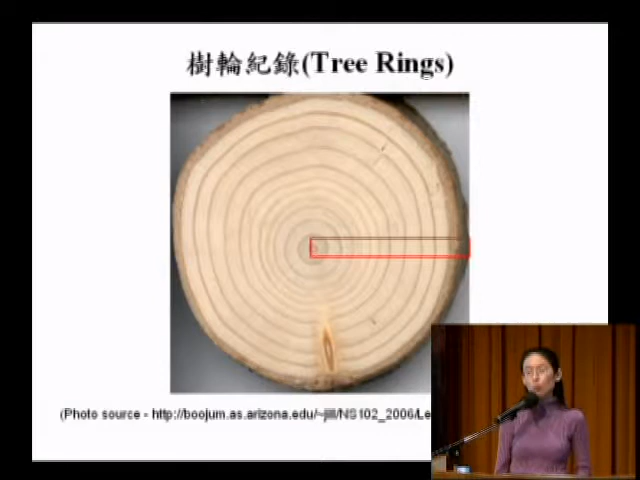 樹輪紀錄(Tree Rings)
(Photo source - http://boojum.as.arizona.edu/~jill/NS102_2006/Le